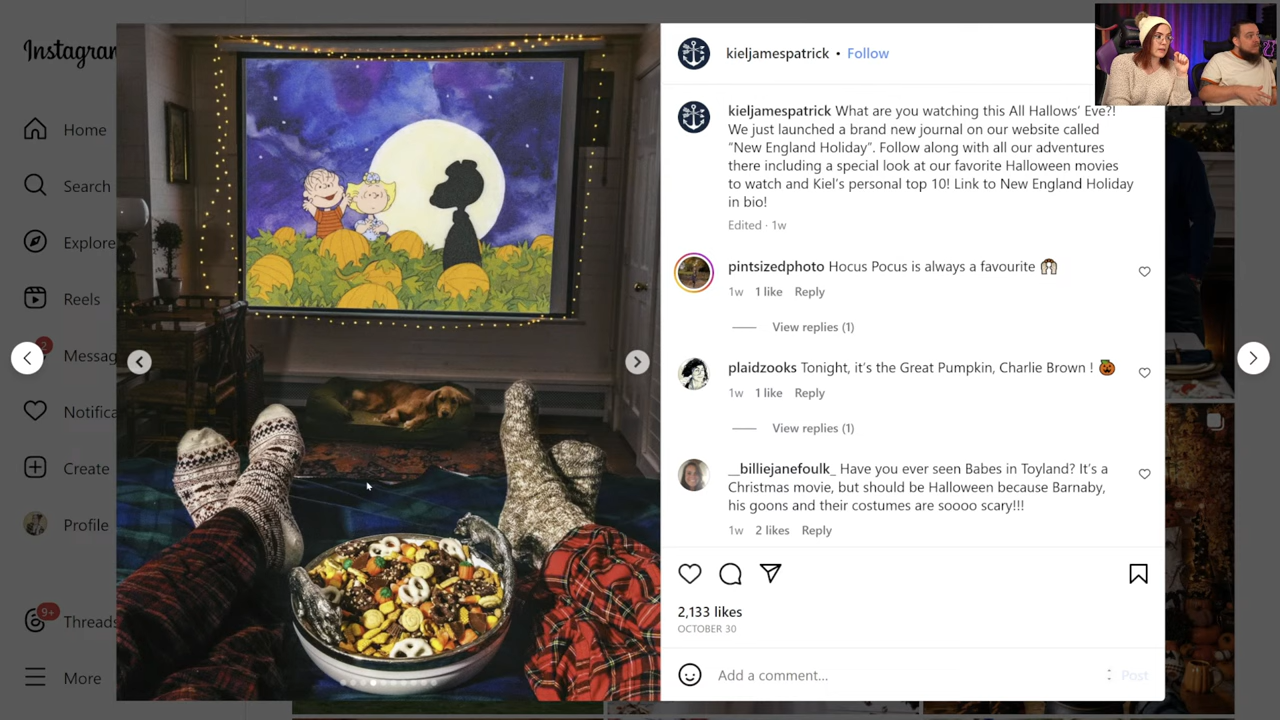 Instagram
Home
Search
Explore
Reels
2
Messag
Notifica
Create
Profile
9+
Threads
More
kieljamespatrick • Follow
kieljamespatrick What are you watching this All Hallows' Eve?!
We just launched a brand new journal on our website called
"New England Holiday". Follow along with all our adventures
there including a special look at our favorite Halloween movies
to watch and Kiel's personal top 10! Link to New England Holiday
in bio!
Edited · 1w
pintsizedphoto Hocus Pocus is always a favourite 🫶
1w 1 like Reply
View replies (1)
plaidzooks Tonight, it's the Great Pumpkin, Charlie Brown ! 🎃
1w 1 like Reply
View replies (1)
__billiejanefoulk_ Have you ever seen Babes in Toyland? It's a
Christmas movie, but should be Halloween because Barnaby,
his goons and their costumes are soooo scary!!!
1w 2 likes Reply
2,133 likes
OCTOBER 30
Add a comment...
Post